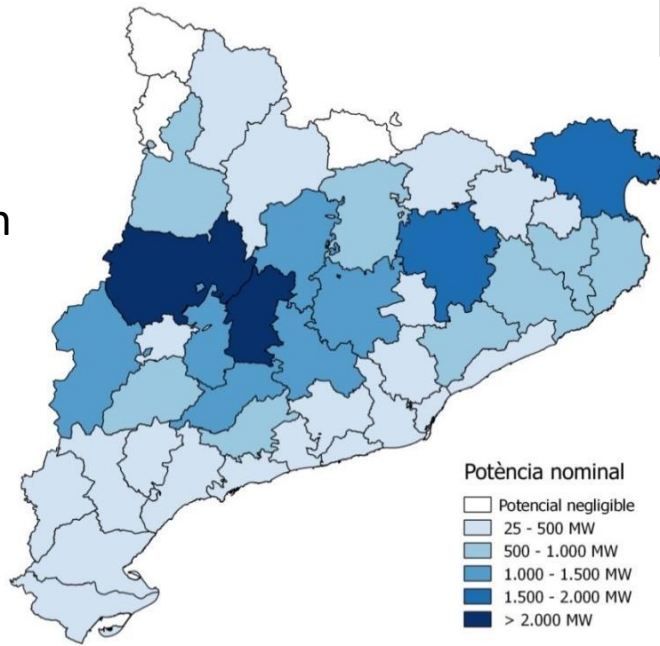 n
Potència nominal
Potencial negligible
25 - 500 MW
500 - 1.000 MW
1.000 - 1.500 MW
1.500 - 2.000 MW
> 2.000 MW